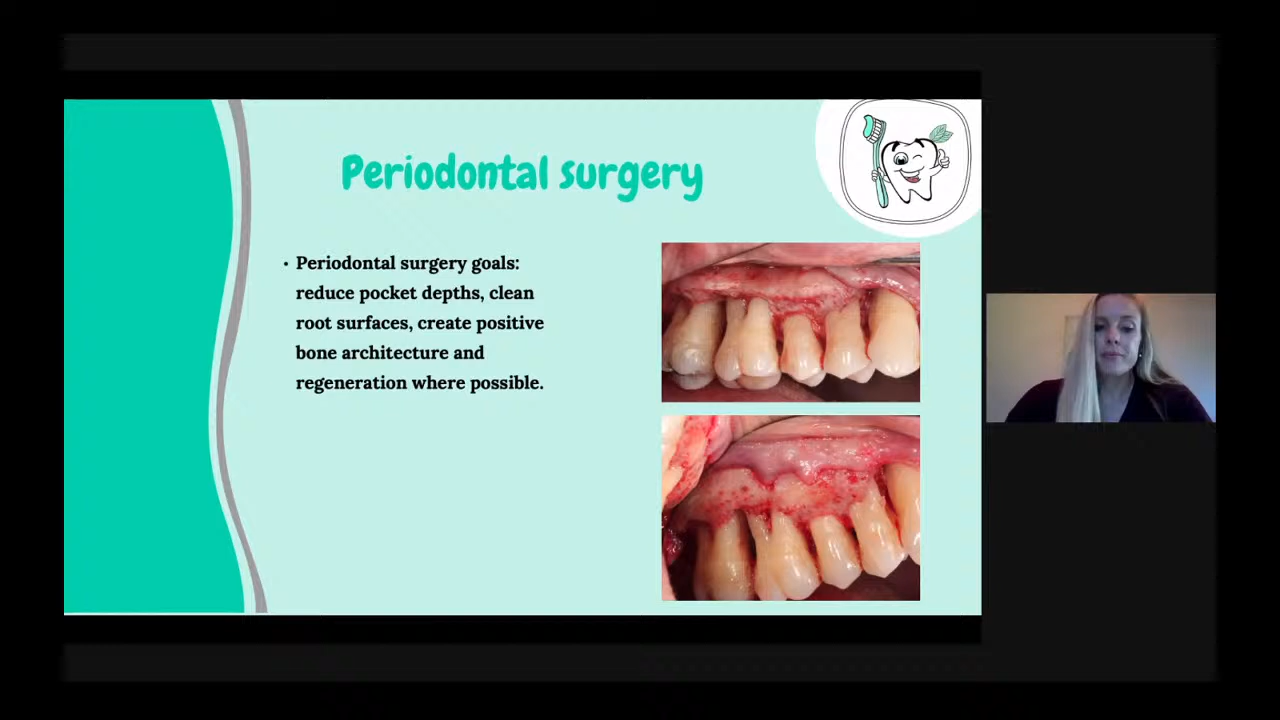 Periodontal surgery
• Periodontal surgery goals:
reduce pocket depths, clean
root surfaces, create positive
bone architecture and
regeneration where possible.